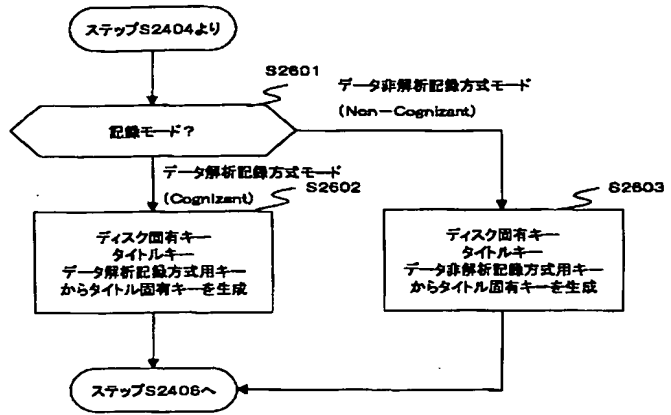 ステップS2404より
S2601
データ非解析記録方式モード
(Non-Cognizant)
記録モード?
データ解析記録方式モード
(Cognizant)
S2602
S2603
ディスク固有キー
タイトルキー
データ解析記録方式用キー
からタイトル固有キーを生成
ディスク固有キー
タイトルキー
データ非解析記録方式用キー
からタイトル固有キーを生成
ステップS2406へ